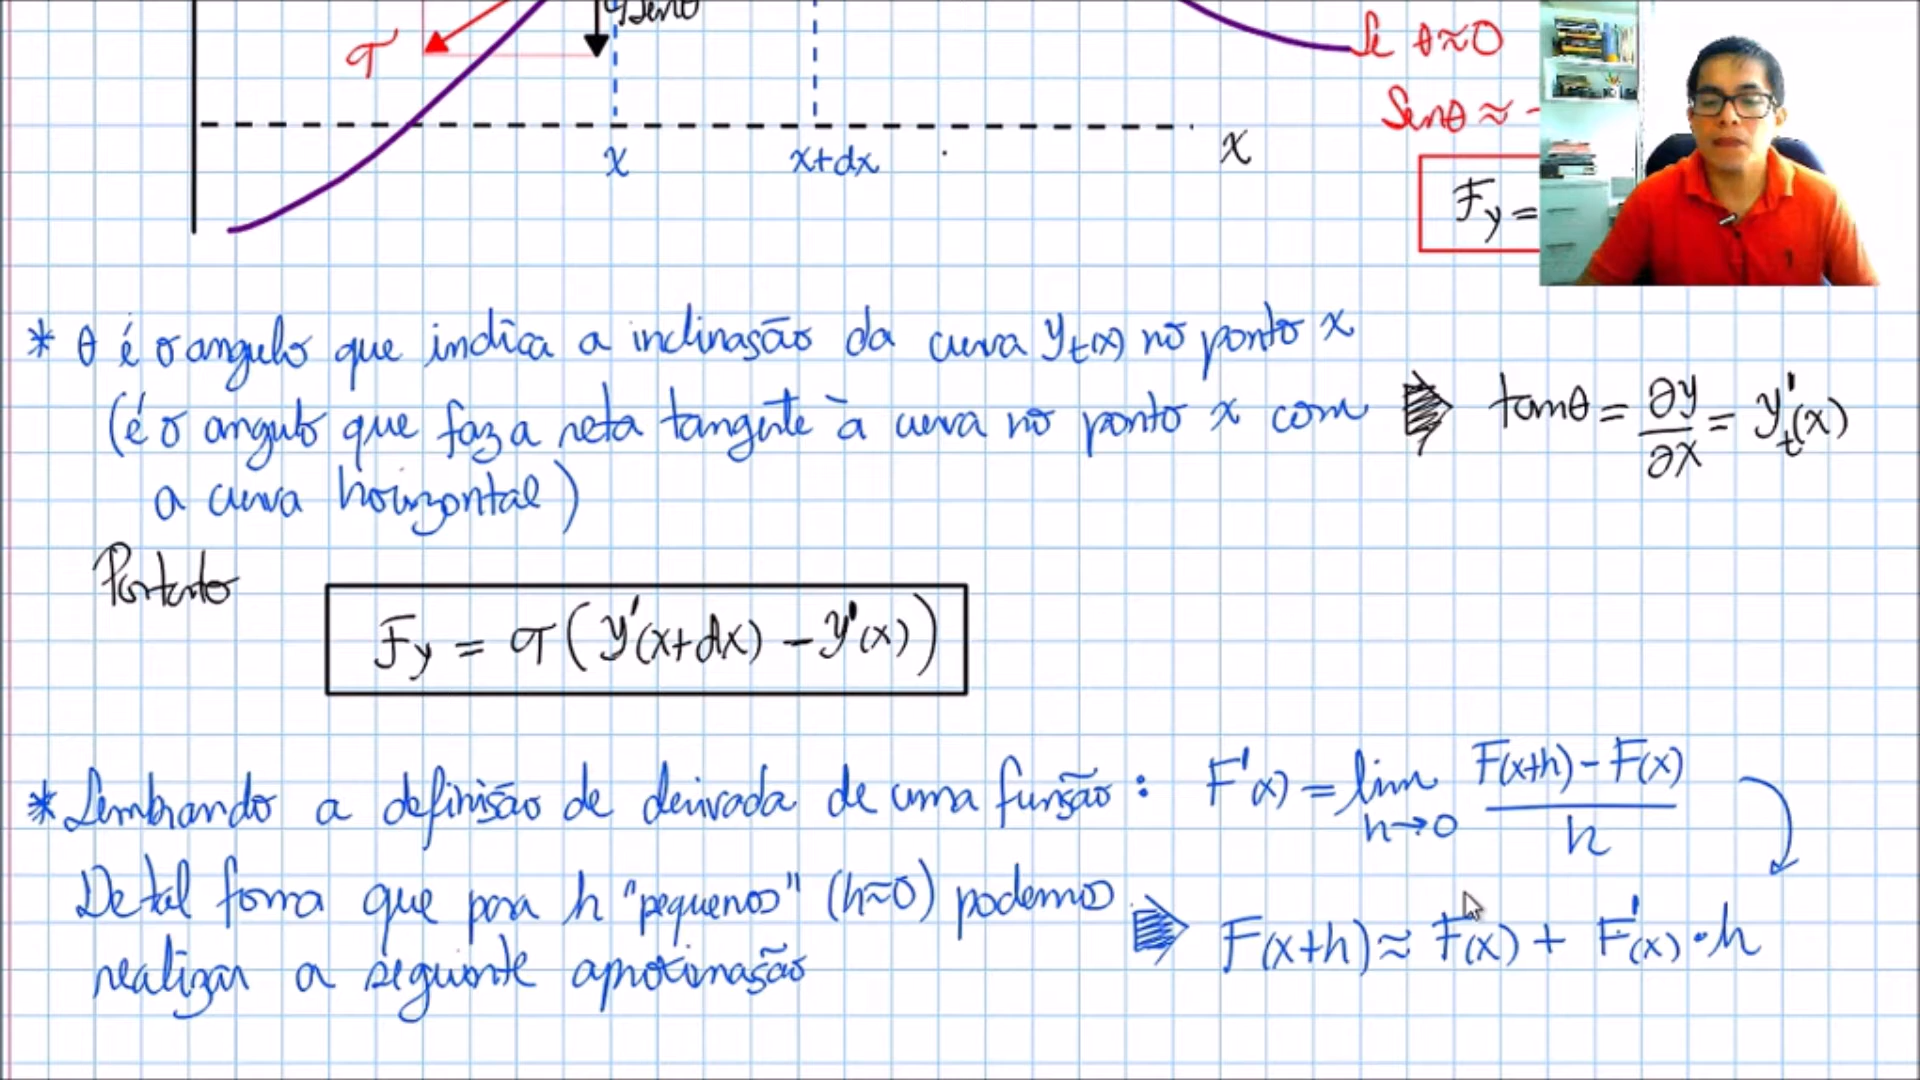 σsenθ
σ
Se θ≈0
Senθ ≈
x
x+dx
x
Fy =
* θ é o angulo que indica a inclinação da curva yt(x) no ponto x
(é o angulo que faz a reta tangente à curva no ponto x com
a curva horizontal)
tanθ = ∂y/∂x = y't(x)
Portanto
Fy = σ(y'(x+dx) − y'(x))
* Lembrando a definição de derivada de uma função : F'(x) = lim h→0 F(x+h) − F(x) / h
De tal forma que para h "pequenos" (h≈0) podemos
realizar a seguinte aproximação
F(x+h) ≈ F(x) + F'(x)·h